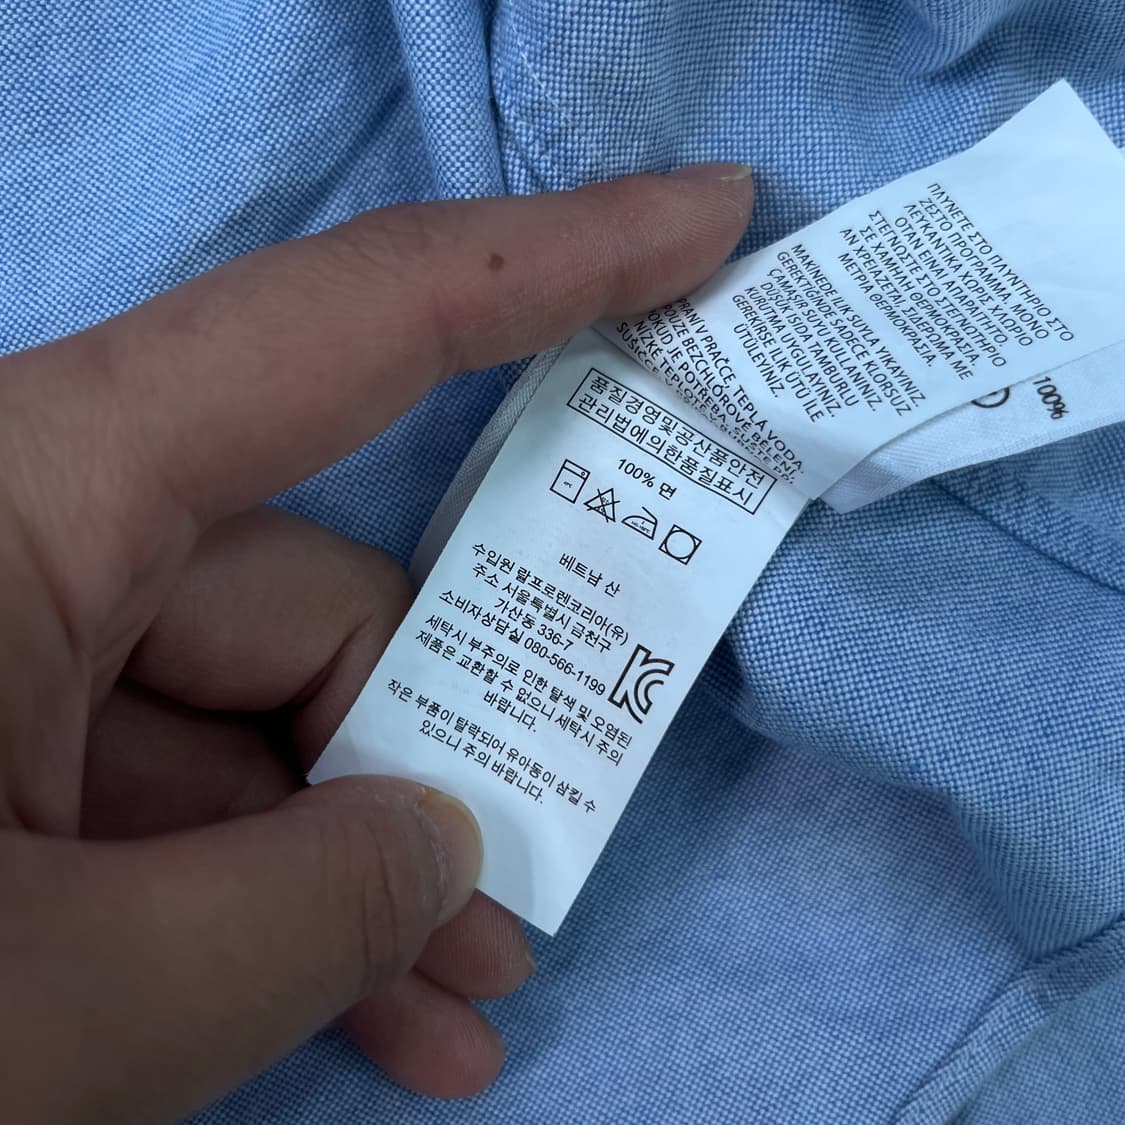 ΠΛΥΝΕΤΕ ΣΤΟ ΠΛΥΝΤΗΡΙΟ ΣΤΟ
ΖΕΣΤΟ ΠΡΟΓΡΑΜΜΑ. ΜΟΝΟ
ΛΕΥΚΑΝΤΙΚΑ ΧΩΡΙΣ ΧΛΩΡΙΟ
ΟΤΑΝ ΕΙΝΑΙ ΑΠΑΡΑΙΤΗΤΟ.
ΣΤΕΓΝΩΣΤΕ ΣΤΟ ΣΤΕΓΝΩΤΗΡΙΟ
ΣΕ ΧΑΜΗΛΗ ΘΕΡΜΟΚΡΑΣΙΑ.
ΑΝ ΧΡΕΙΑΖΕΤΑΙ, ΣΙΔΕΡΩΜΑ ΜΕ
ΜΕΤΡΙΑ ΘΕΡΜΟΚΡΑΣΙΑ.
MAKINEDE ILIK SUYLA YIKAYINIZ.
GEREKTIĞINDE SADECE KLORSUZ
ÇAMAŞIR SUYU KULLANINIZ.
DÜŞÜK ISIDA TAMBURLU
KURUTMA UYGULAYINIZ.
GEREKIRSE ILIK ÜTÜ ILE
ÜTÜLEYINIZ.
PRANI V PRAČCE, TEPLÁ VODA.
POUZE BEZCHLÓROVÉ BĚLENÍ,
POKUD JE
100%
품질경영및공산품안전
관리법에의한품질표시
100% 면
베트남 산
수입원 랄프로렌코리아(유)
주소 서울특별시 금천구
가산동 336-7
소비자상담실 080-566-1199
세탁시 부주의로 인한 탈색 및 오염된
제품은 교환할 수 없으니 세탁시 주의
바랍니다.
작은 부품이 탈락되어 유아동이 삼킬 수
있으니 주의 바랍니다.